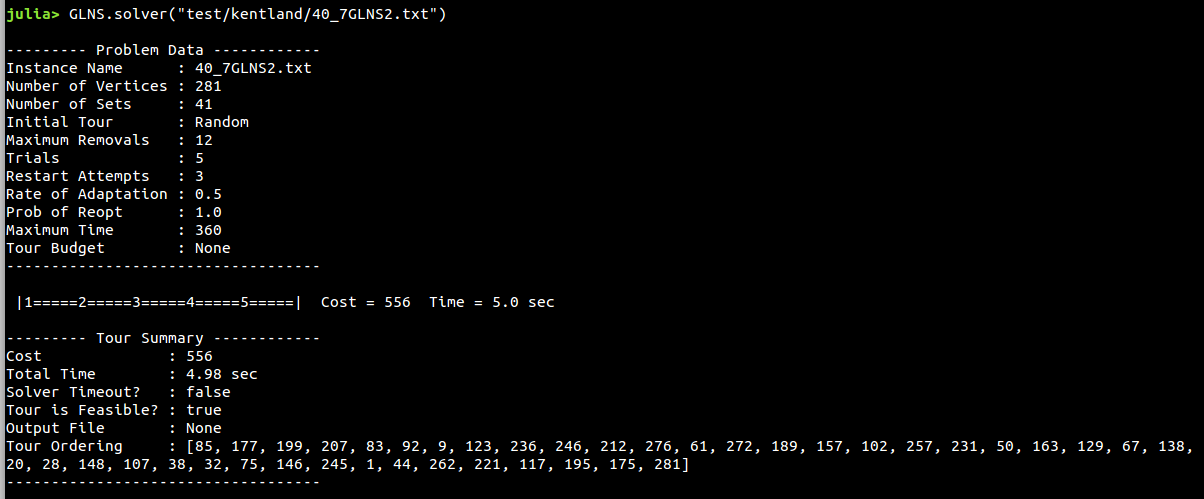 julia> GLNS.solver("test/kentland/40_7GLNS2.txt")
--------- Problem Data ------------
Instance Name      : 40_7GLNS2.txt
Number of Vertices : 281
Number of Sets     : 41
Initial Tour       : Random
Maximum Removals   : 12
Trials             : 5
Restart Attempts   : 3
Rate of Adaptation : 0.5
Prob of Reopt      : 1.0
Maximum Time       : 360
Tour Budget        : None
-----------------------------------
|1=====2=====3=====4=====5=====|  Cost = 556  Time = 5.0 sec
--------- Tour Summary ------------
Cost              : 556
Total Time        : 4.98 sec
Solver Timeout?   : false
Tour is Feasible? : true
Output File       : None
Tour Ordering     : [85, 177, 199, 207, 83, 92, 9, 123, 236, 246, 212, 276, 61, 272, 189, 157, 102, 257, 231, 50, 163, 129, 67, 138,
20, 28, 148, 107, 38, 32, 75, 146, 245, 1, 44, 262, 221, 117, 195, 175, 281]
-----------------------------------